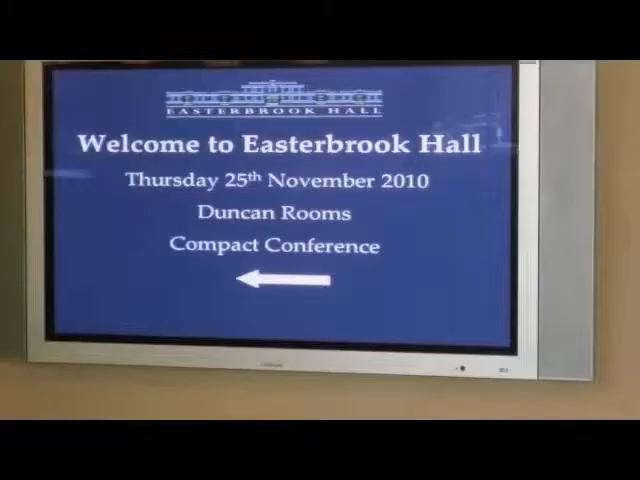 EASTERBROOK HALL
Welcome to Easterbrook Hall
Thursday 25th November 2010
Duncan Rooms
Compact Conference